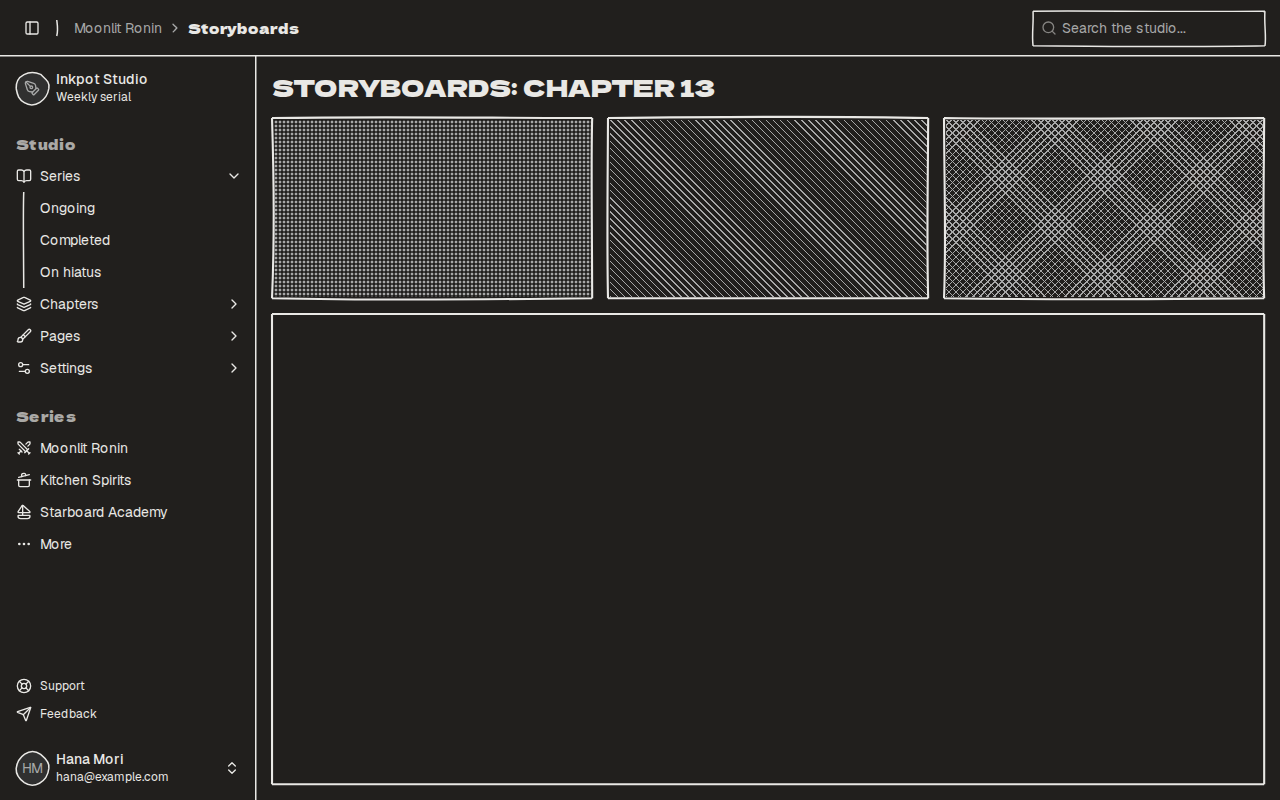 Moonlit Ronin
Storyboards
Search the studio...
Inkpot Studio
Weekly serial
Studio
Series
Ongoing
Completed
On hiatus
Chapters
Pages
Settings
Series
Moonlit Ronin
Kitchen Spirits
Starboard Academy
More
Support
Feedback
HM
Hana Mori
hana@example.com
STORYBOARDS: CHAPTER 13